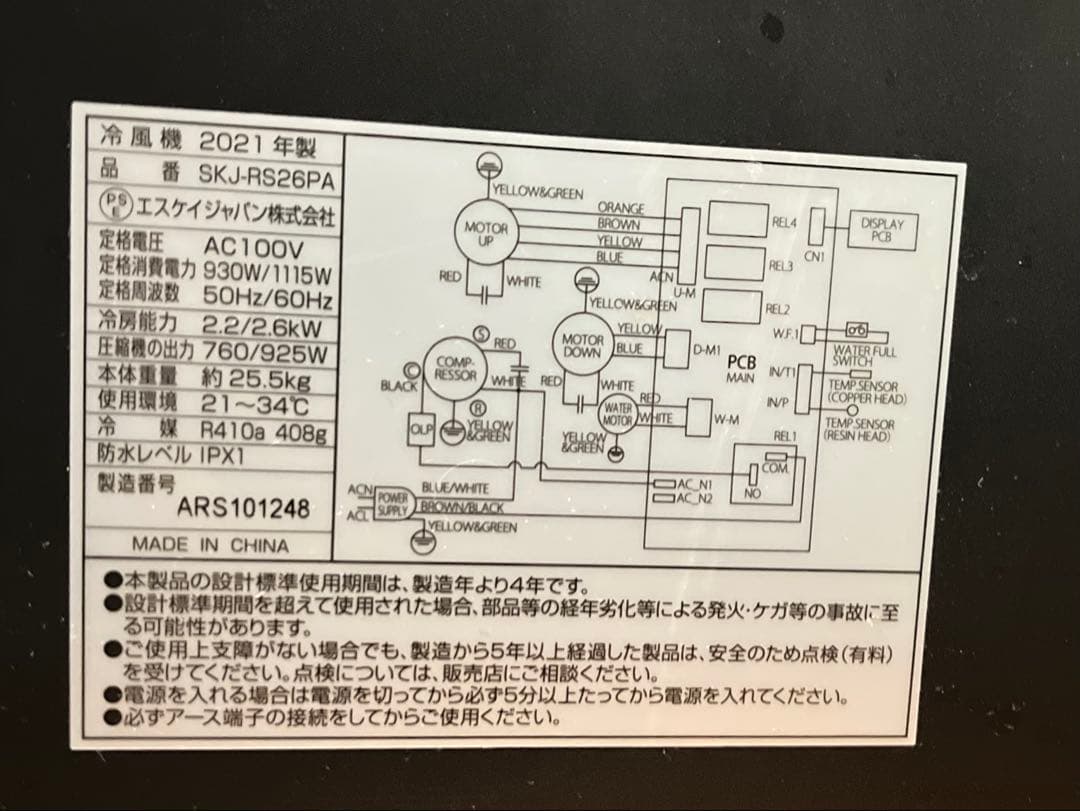 冷風機 2021年製
品番 SKJ-RS26PA
PSE エスケイジャパン株式会社
定格電圧 AC100V
定格消費電力 930W/1115W
定格周波数 50Hz/60Hz
冷房能力 2.2/2.6kW
圧縮機の出力 760/925W
本体重量 約25.5kg
使用環境 21～34℃
冷媒 R410a 408g
防水レベル IPX1
製造番号
ARS101248
MADE IN CHINA
YELLOW&GREEN
MOTOR
UP
ORANGE
BROWN
YELLOW
BLUE
RED
WHITE
ACN
U-M
REL4
REL3
REL2
CN1
DISPLAY
PCB
YELLOW&GREEN
MOTOR
DOWN
YELLOW
BLUE
D-M1
RED
WHITE
PCB
MAIN
W.F.1
WATER FULL
SWITCH
IN/T1
TEMP.SENSOR
(COPPER HEAD)
IN/P
TEMP.SENSOR
(RESIN HEAD)
S
RED
COMP-
RESSOR
C
BLACK
WHITE
R
OLP
YELLOW
&GREEN
WATER
MOTOR
RED
WHITE
W-M
YELLOW
&GREEN
REL1
COM.
NO
AC_N1
AC_N2
ACN
ACL
POWER
SUPPLY
BLUE/WHITE
BROWN/BLACK
YELLOW&GREEN
●本製品の設計標準使用期間は、製造年より4年です。
●設計標準期間を超えて使用された場合、部品等の経年劣化等による発火・ケガ等の事故に至
る可能性があります。
●ご使用上支障がない場合でも、製造から5年以上経過した製品は、安全のため点検(有料)
を受けてください。点検については、販売店にご相談ください。
●電源を入れる場合は電源を切ってから必ず5分以上たってから電源を入れてください。
●必ずアース端子の接続をしてからご使用ください。